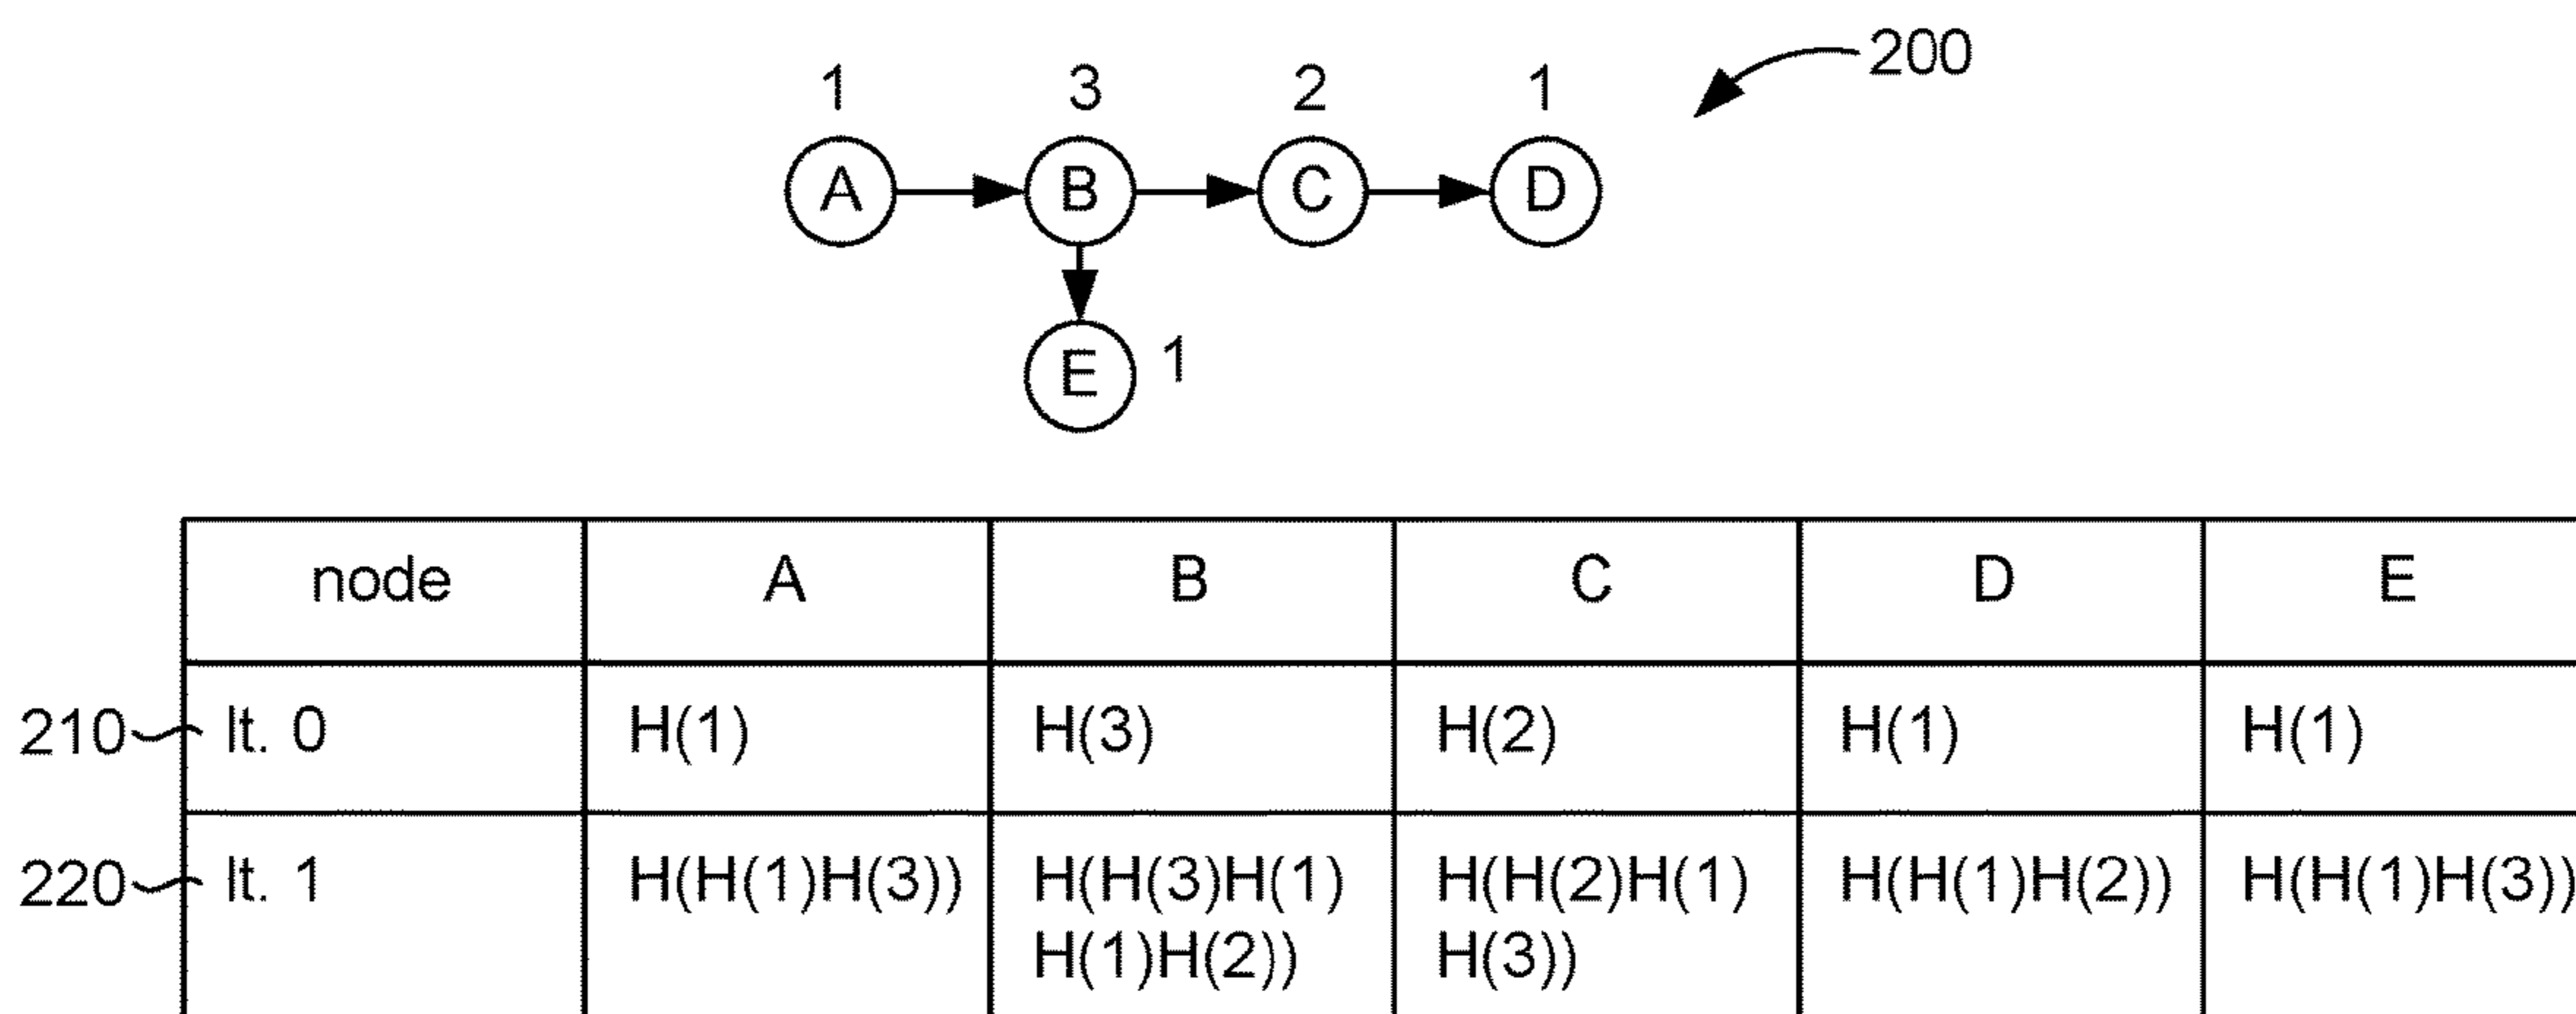 200
1 3 2 1
A B C D
E 1
node A B C D E
210 It. 0 H(1) H(3) H(2) H(1) H(1)
220 It. 1 H(H(1)H(3)) H(H(3)H(1) H(H(2)H(1) H(H(1)H(2)) H(H(1)H(3))
H(1)H(2)) H(3))